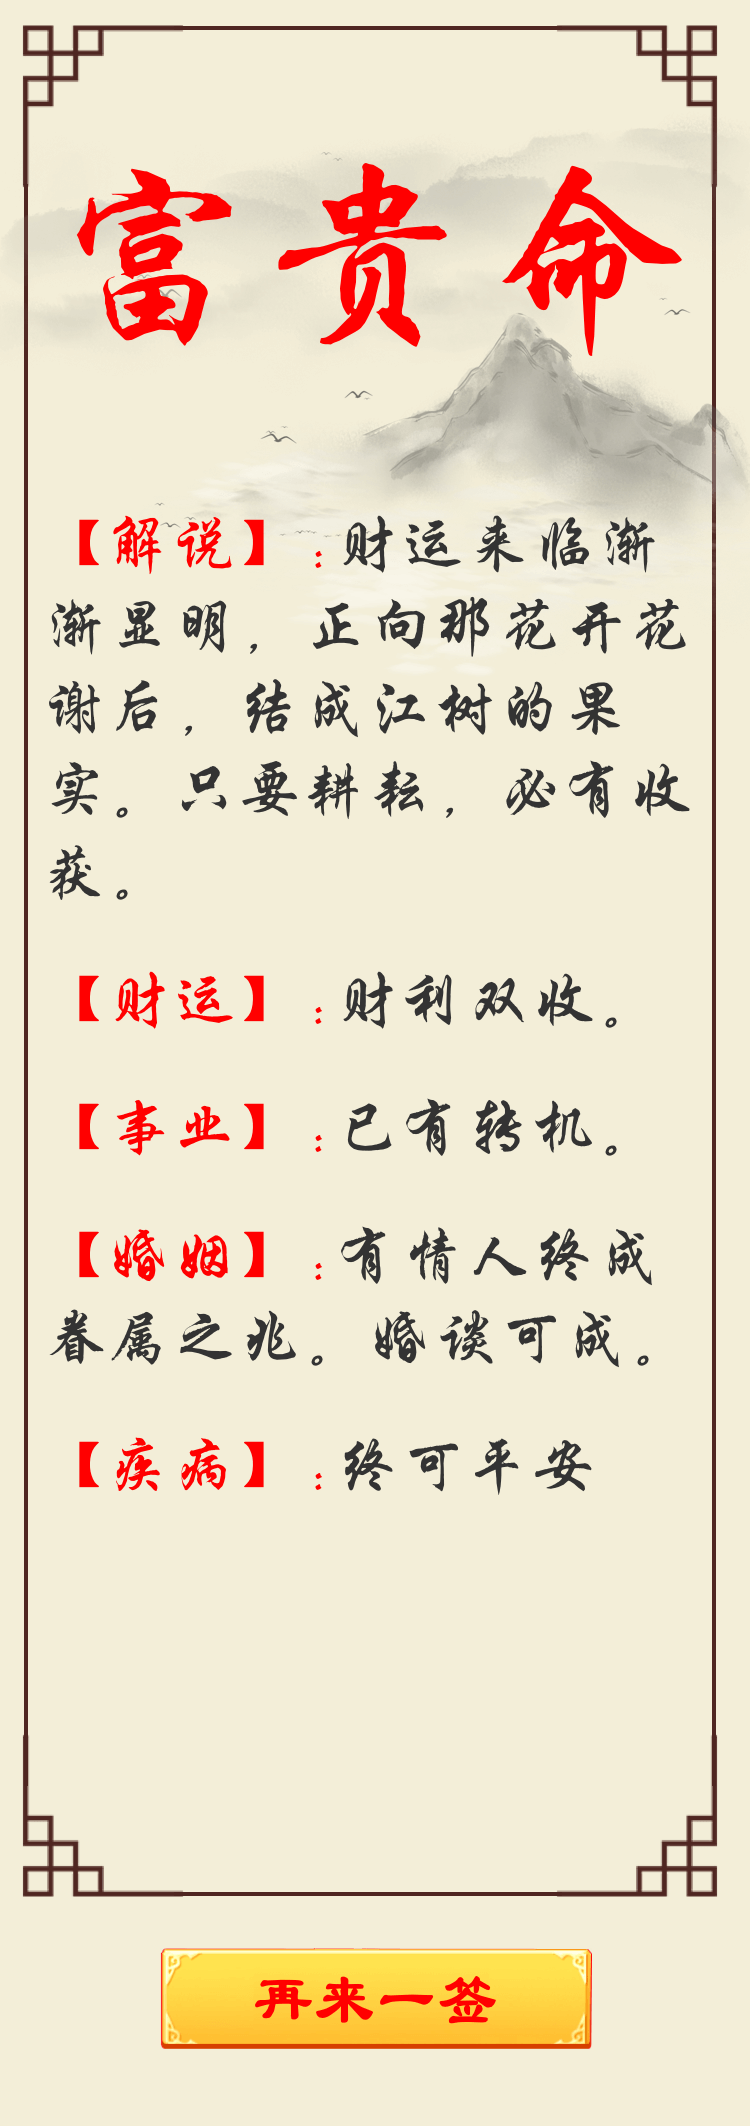 富贵命
【解说】:财运来临渐
渐显明，正向那花开花
谢后，结成江树的果
实。只要耕耘，必有收
获。
【财运】:财利双收。
【事业】:已有转机。
【婚姻】:有情人终成
眷属之兆。婚谈可成。
【疾病】:终可平安
再来一签